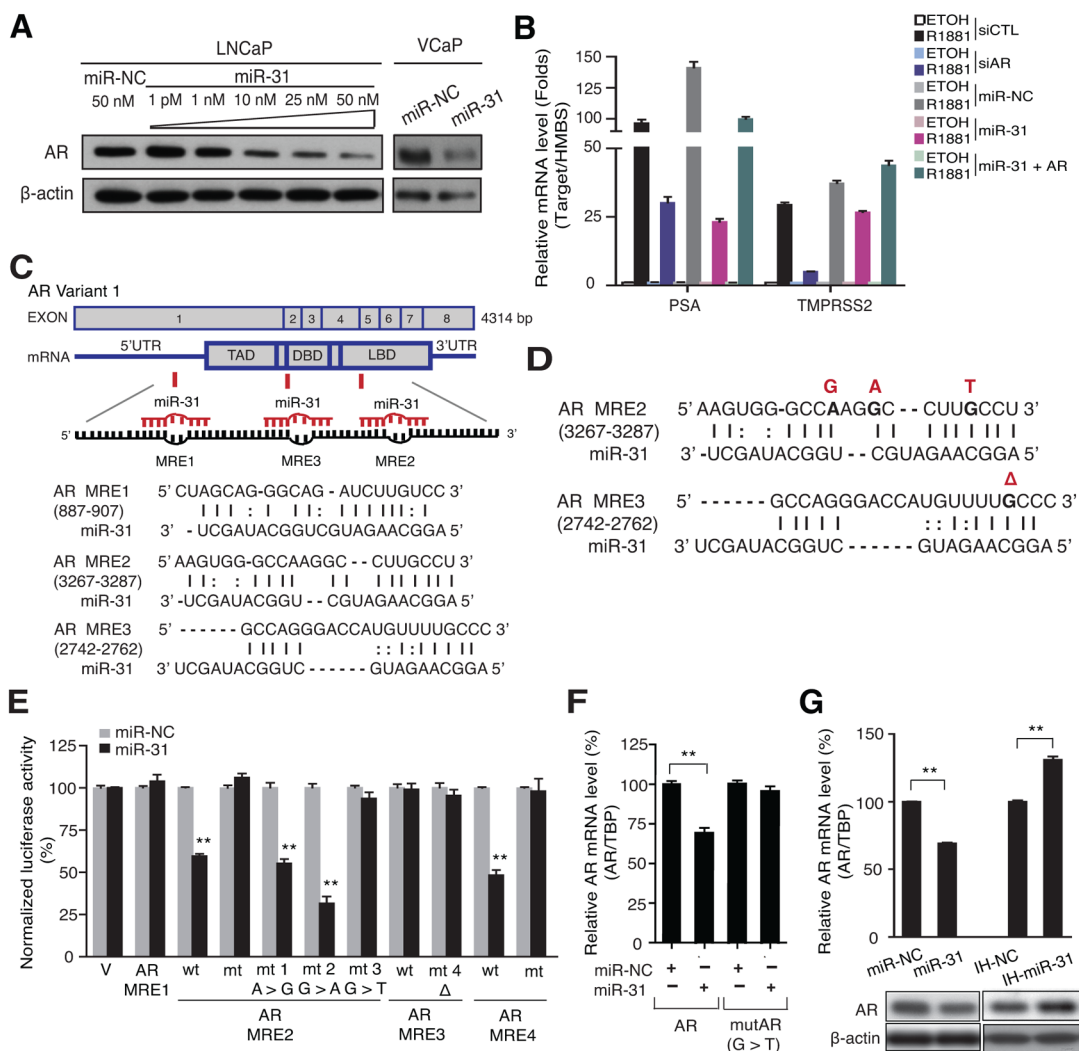 A
LNCaP
VCaP
miR-NC
miR-31
miR-NC
miR-31
50 nM
1 pM
1 nM
10 nM
25 nM
50 nM
AR
β-actin
B
Relative mRNA level (Folds)
(Target/HMBS)
150
125
100
50
25
0
PSA
TMPRSS2
ETOH
R1881
siCTL
ETOH
R1881
siAR
ETOH
R1881
miR-NC
ETOH
R1881
miR-31
ETOH
R1881
miR-31 + AR
C
AR Variant 1
EXON
1
2
3
4
5
6
7
8
4314 bp
5'UTR
3'UTR
mRNA
TAD
DBD
LBD
miR-31
miR-31
miR-31
5'
3'
MRE1
MRE3
MRE2
AR MRE1 5' CUAGCAG-GGCAG-AUCUUGUCC 3'
(887-907)
miR-31 3' -UCGAUACGGUCGUAGAACGGA 5'
AR MRE2 5' AAGUGG-GCCAAGGC--CUUGCCU 3'
(3267-3287)
miR-31 3' -UCGAUACGGU--CGUAGAACGGA 5'
AR MRE3 5' ------GCCAGGGACCAUGUUUUGCCC 3'
(2742-2762)
miR-31 3' UCGAUACGGUC------GUAGAACGGA 5'
D
G A T
AR MRE2 5' AAGUGG-GCCAAGGC--CUUGCCU 3'
(3267-3287)
miR-31 3' -UCGAUACGGU--CGUAGAACGGA 5'
Δ
AR MRE3 5' ------GCCAGGGACCAUGUUUUGCCC 3'
(2742-2762)
miR-31 3' UCGAUACGGUC------GUAGAACGGA 5'
E
miR-NC
miR-31
Normalized luciferase activity
(%)
125
100
75
50
25
0
**
**
**
**
V
AR
MRE1
wt
mt
mt 1
mt 2
mt 3
wt
mt 4
wt
mt
A > G
G > A
G > T
Δ
AR
MRE2
AR
MRE3
AR
MRE4
F
Relative AR mRNA level (%)
(AR/TBP)
125
100
75
50
25
0
**
miR-NC + − + −
miR-31 − + − +
AR
mutAR
(G > T)
G
Relative AR mRNA level (%)
(AR/TBP)
150
100
50
0
**
**
miR-NC
miR-31
IH-NC
IH-miR-31
AR
β-actin